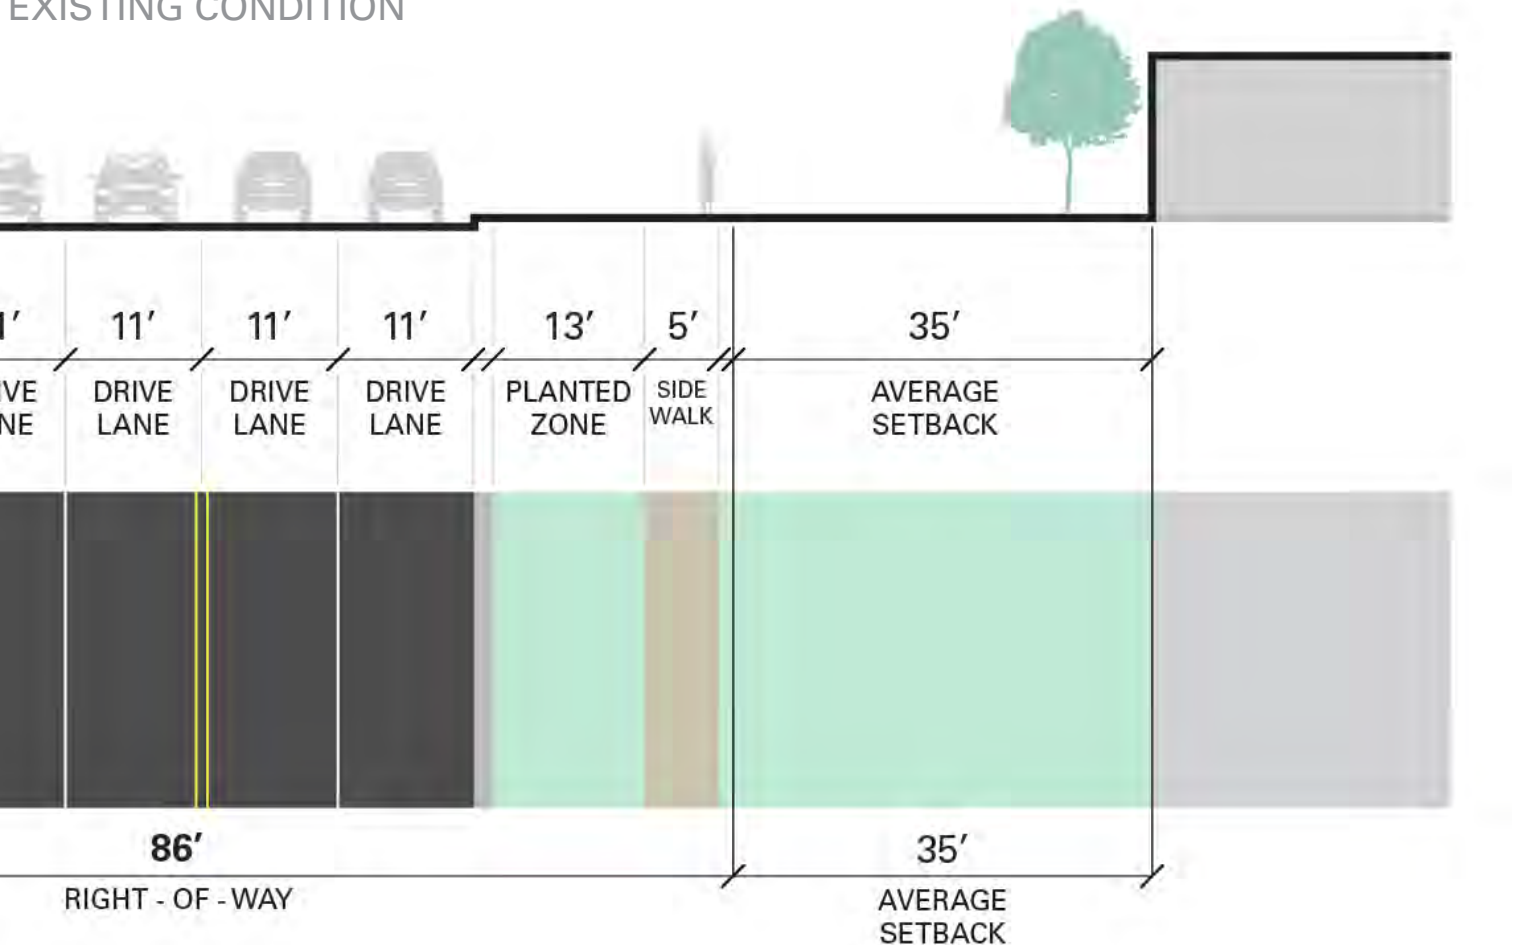 EXISTING CONDITION
11′ 11′ 11′ 13′ 5′ 35′
DRIVE LANE
DRIVE LANE
DRIVE LANE
PLANTED ZONE
SIDE WALK
AVERAGE SETBACK
86′
RIGHT - OF - WAY
35′
AVERAGE
SETBACK